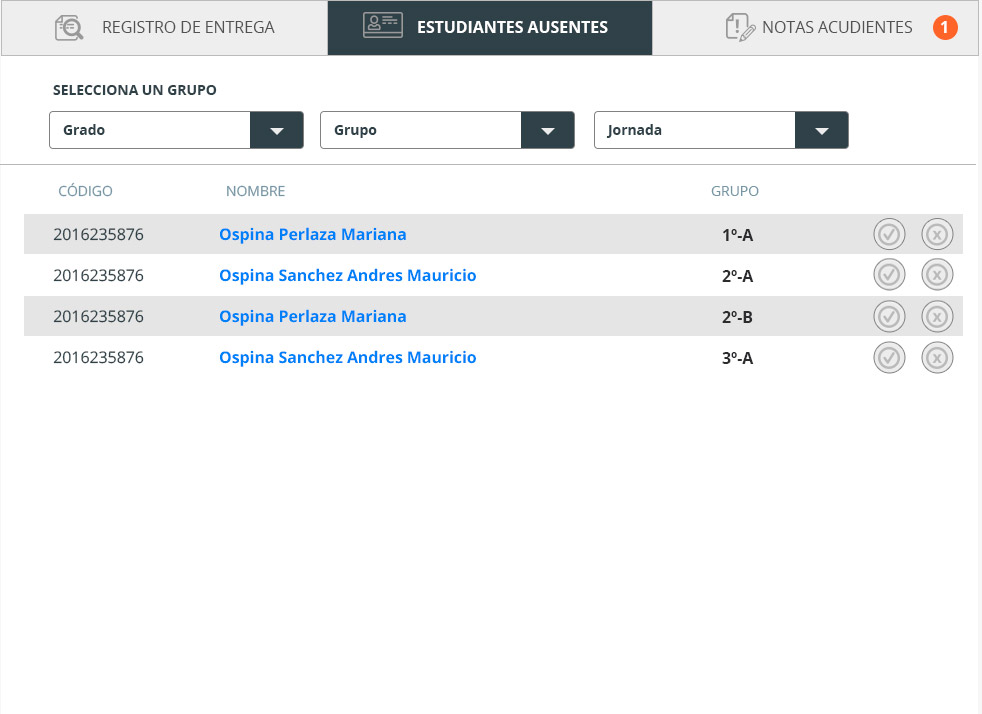 REGISTRO DE ENTREGA ESTUDIANTES AUSENTES NOTAS ACUDIENTES 1
SELECCIONA UN GRUPO
Grado Grupo Jornada
CÓDIGO NOMBRE GRUPO
2016235876 Ospina Perlaza Mariana 1º-A
2016235876 Ospina Sanchez Andres Mauricio 2º-A
2016235876 Ospina Perlaza Mariana 2º-B
2016235876 Ospina Sanchez Andres Mauricio 3º-A